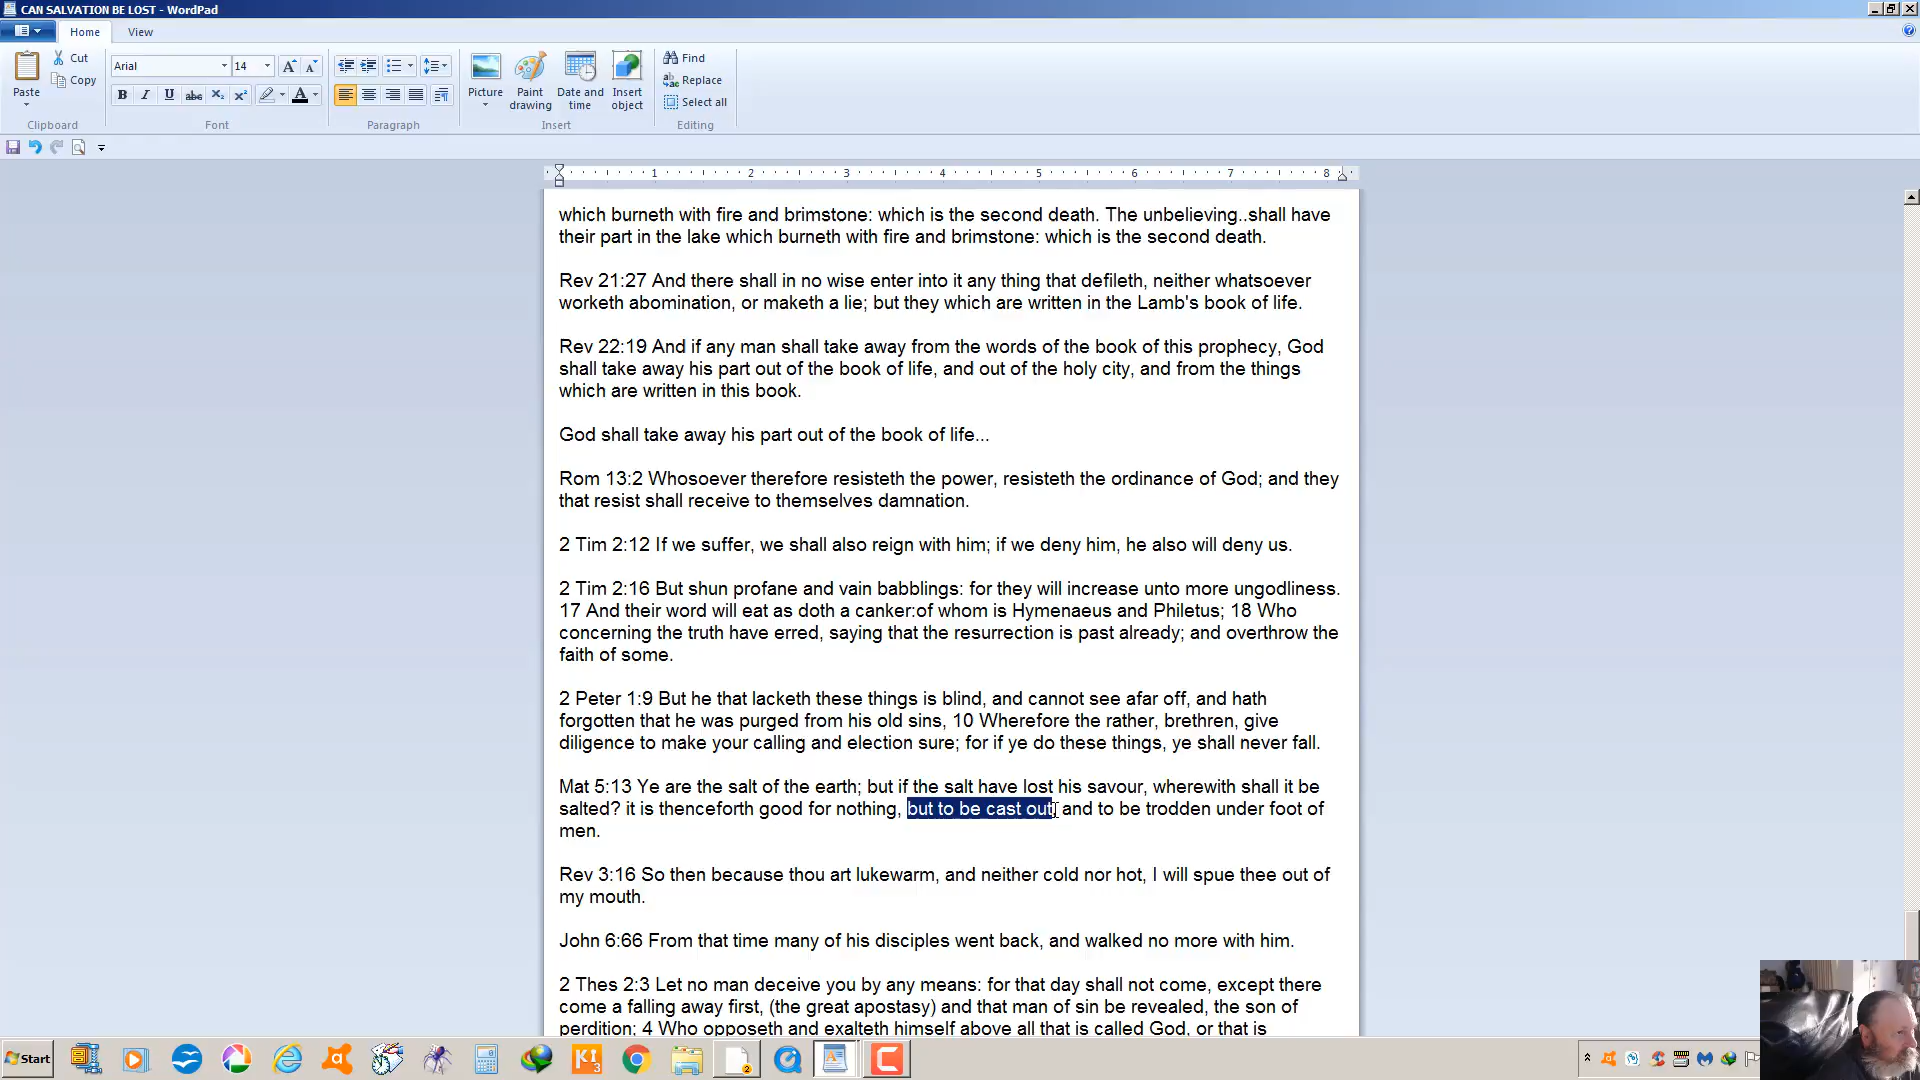 CAN SALVATION BE LOST - WordPad
Home
View
Paste
Cut
Copy
Clipboard
Arial
14
B I U abc X₂ X²
A
Font
Paragraph
Picture
Paint drawing
Date and time
Insert object
Insert
Find
Replace
Select all
Editing
1 2 3 4 5 6 7 8
which burneth with fire and brimstone: which is the second death. The unbelieving..shall have
their part in the lake which burneth with fire and brimstone: which is the second death.
Rev 21:27 And there shall in no wise enter into it any thing that defileth, neither whatsoever
worketh abomination, or maketh a lie; but they which are written in the Lamb's book of life.
Rev 22:19 And if any man shall take away from the words of the book of this prophecy, God
shall take away his part out of the book of life, and out of the holy city, and from the things
which are written in this book.
God shall take away his part out of the book of life...
Rom 13:2 Whosoever therefore resisteth the power, resisteth the ordinance of God; and they
that resist shall receive to themselves damnation.
2 Tim 2:12 If we suffer, we shall also reign with him; if we deny him, he also will deny us.
2 Tim 2:16 But shun profane and vain babblings: for they will increase unto more ungodliness.
17 And their word will eat as doth a canker:of whom is Hymenaeus and Philetus; 18 Who
concerning the truth have erred, saying that the resurrection is past already; and overthrow the
faith of some.
2 Peter 1:9 But he that lacketh these things is blind, and cannot see afar off, and hath
forgotten that he was purged from his old sins, 10 Wherefore the rather, brethren, give
diligence to make your calling and election sure; for if ye do these things, ye shall never fall.
Mat 5:13 Ye are the salt of the earth; but if the salt have lost his savour, wherewith shall it be
salted? it is thenceforth good for nothing, but to be cast out, and to be trodden under foot of
men.
Rev 3:16 So then because thou art lukewarm, and neither cold nor hot, I will spue thee out of
my mouth.
John 6:66 From that time many of his disciples went back, and walked no more with him.
2 Thes 2:3 Let no man deceive you by any means: for that day shall not come, except there
come a falling away first, (the great apostasy) and that man of sin be revealed, the son of
perdition; 4 Who opposeth and exalteth himself above all that is called God, or that is
Start